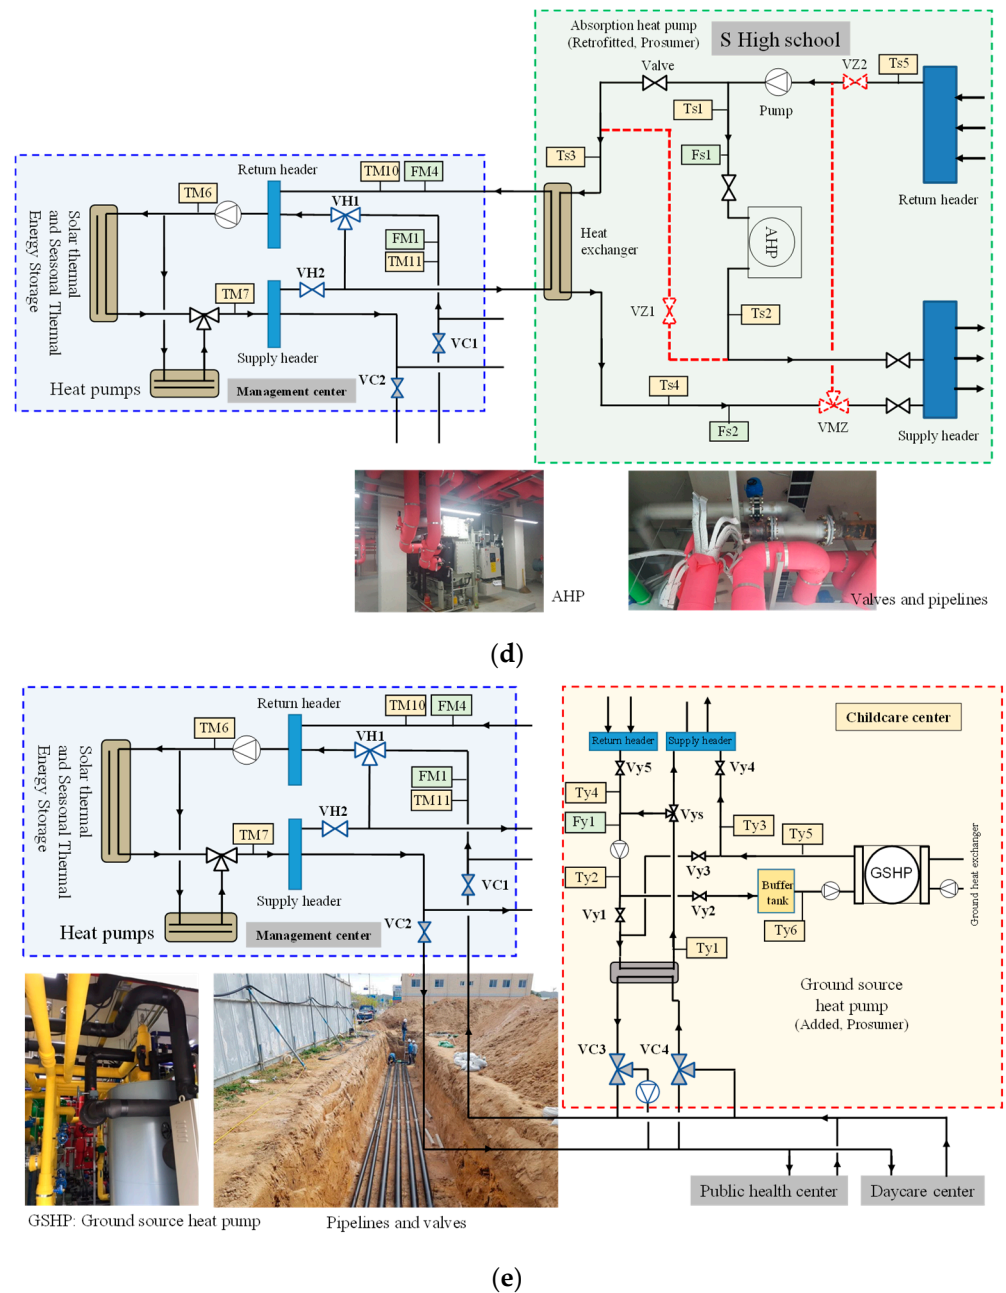 Absorption heat pump
(Retrofitted, Prosumer)
S High school
Valve
VZ2
Ts5
Pump
Ts1
Fs1
Ts3
Return header
TM10
FM4
TM6
VH1
FM1
TM11
Solar thermal
and Seasonal Thermal
Energy Storage
VH2
TM7
Supply header
VC1
VC2
Heat pumps
Management center
Heat
exchanger
AHP
Return header
VZ1
Ts2
Ts4
Fs2
VMZ
Supply header
AHP
Valves and pipelines
(d)
Return header
TM10
FM4
TM6
VH1
FM1
TM11
Solar thermal
and Seasonal Thermal
Energy Storage
VH2
TM7
Supply header
VC1
VC2
Heat pumps
Management center
Childcare center
Return header
Supply header
Vy5
Vy4
Ty4
Fy1
Vys
Ty3
Ty5
Ty2
Vy3
GSHP
Ground heat exchanger
Buffer
tank
Vy1
Vy2
Ty6
Ty1
Ground source
heat pump
(Added, Prosumer)
VC3
VC4
Public health center
Daycare center
GSHP: Ground source heat pump
Pipelines and valves
(e)